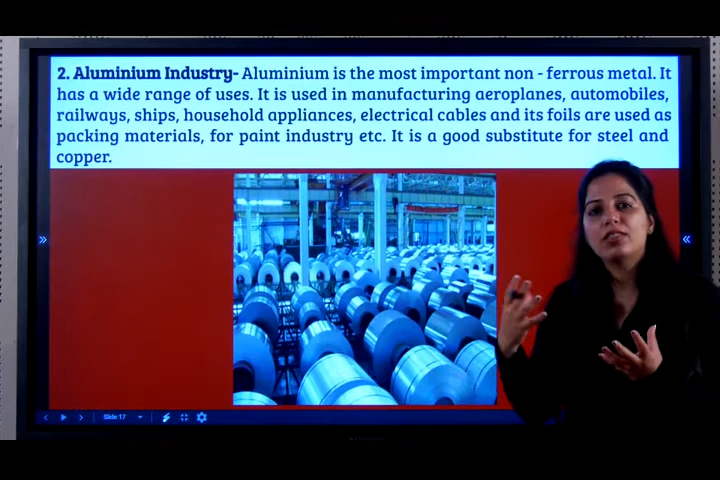 2. Aluminium Industry- Aluminium is the most important non - ferrous metal. It
has a wide range of uses. It is used in manufacturing aeroplanes, automobiles,
railways, ships, household appliances, electrical cables and its foils are used as
packing materials, for paint industry etc. It is a good substitute for steel and
copper.
Slide 17